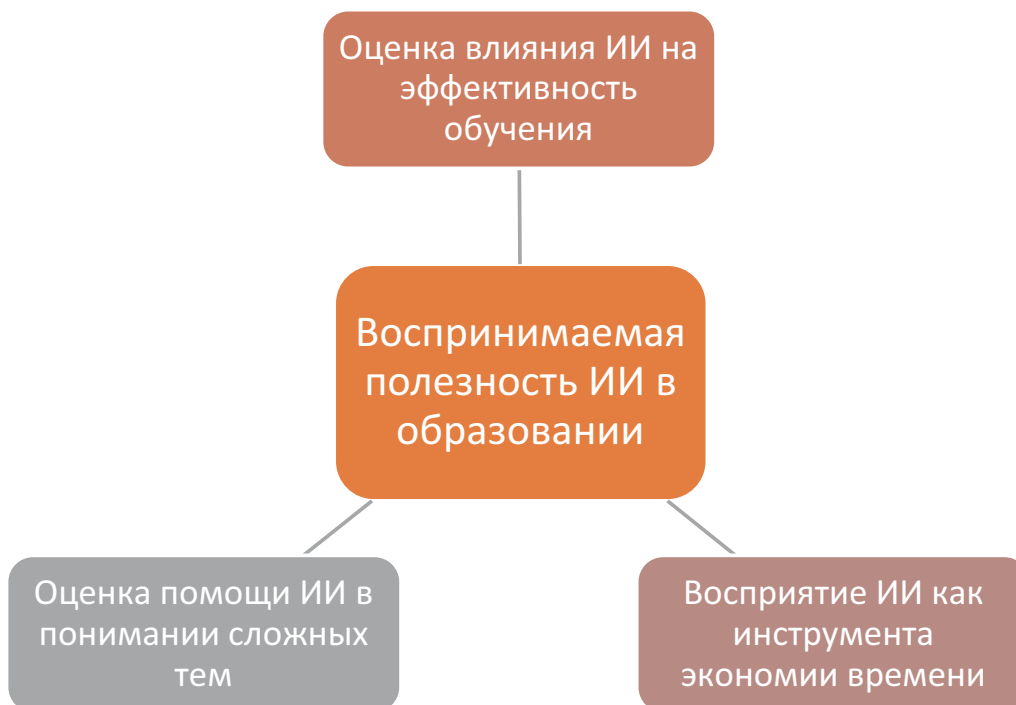 Оценка влияния ИИ на
эффективность
обучения
Воспринимаемая
полезность ИИ в
образовании
Оценка помощи ИИ в
понимании сложных
тем
Восприятие ИИ как
инструмента
экономии времени